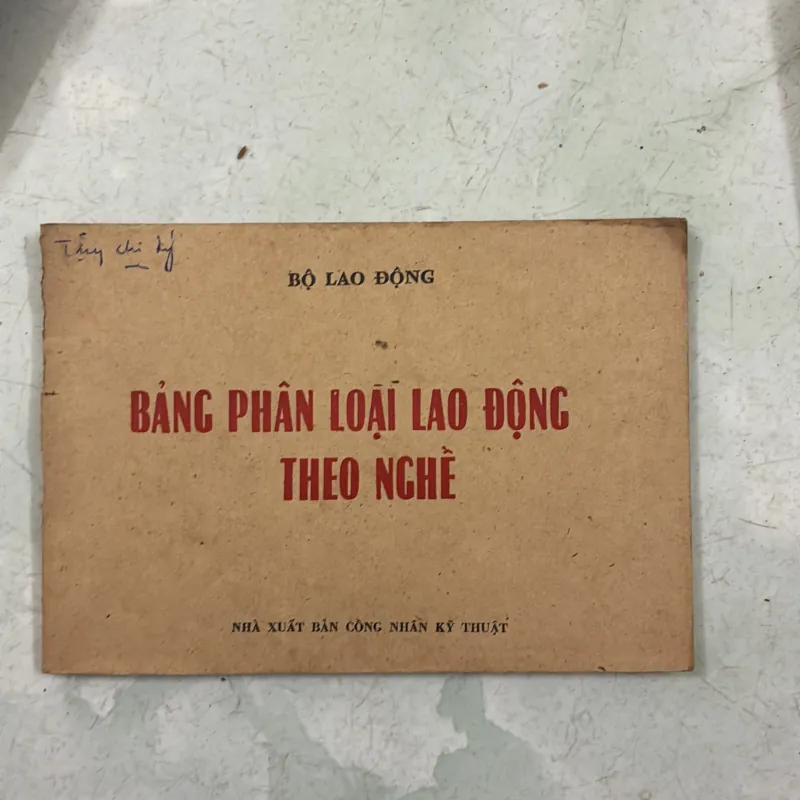 BỘ LAO ĐỘNG
BẢNG PHÂN LOẠI LAO ĐỘNG
THEO NGHỀ
NHÀ XUẤT BẢN CÔNG NHÂN KỸ THUẬT